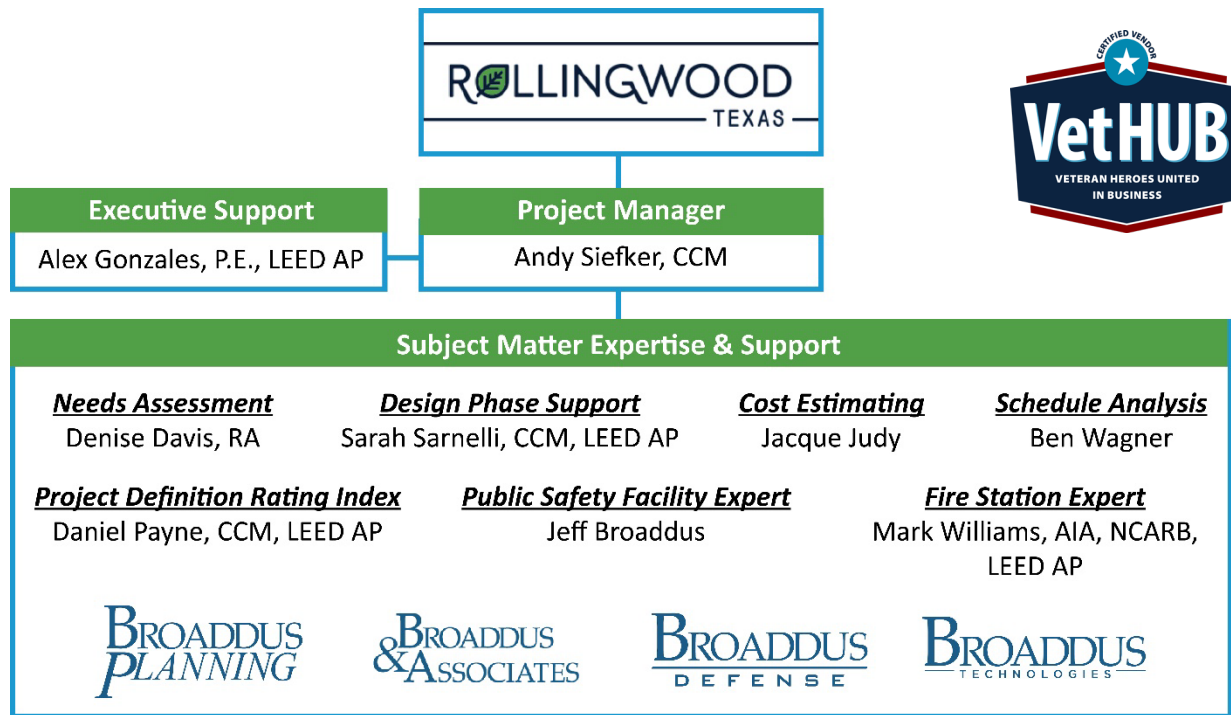 ROLLINGWOOD
TEXAS
CERTIFIED VENDOR
VetHUB
VETERAN HEROES UNITED
IN BUSINESS
Executive Support
Alex Gonzales, P.E., LEED AP
Project Manager
Andy Siefker, CCM
Subject Matter Expertise & Support
Needs Assessment
Denise Davis, RA
Design Phase Support
Sarah Sarnelli, CCM, LEED AP
Cost Estimating
Jacque Judy
Schedule Analysis
Ben Wagner
Project Definition Rating Index
Daniel Payne, CCM, LEED AP
Public Safety Facility Expert
Jeff Broaddus
Fire Station Expert
Mark Williams, AIA, NCARB,
LEED AP
BROADDUS
PLANNING
BROADDUS
&ASSOCIATES
BROADDUS
DEFENSE
BROADDUS
TECHNOLOGIES